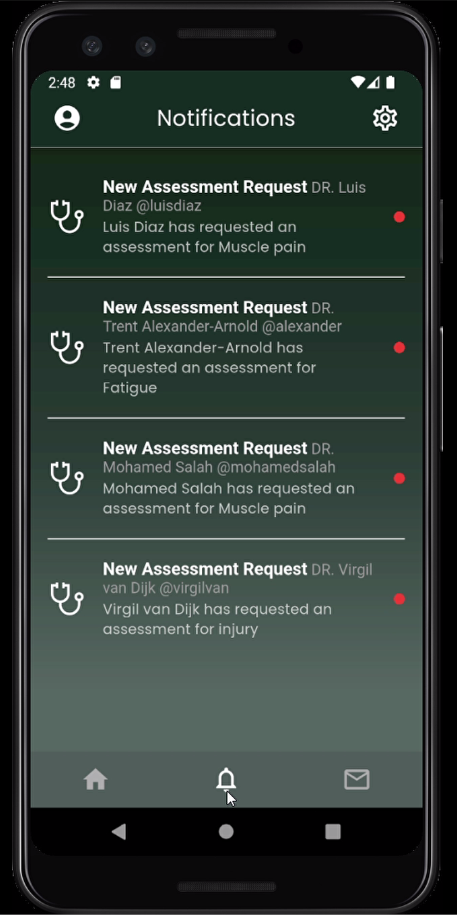 2:48
Notifications
New Assessment Request DR. Luis
Diaz @luisdiaz
Luis Diaz has requested an
assessment for Muscle pain
New Assessment Request DR.
Trent Alexander-Arnold @alexander
Trent Alexander-Arnold has
requested an assessment for
Fatigue
New Assessment Request DR.
Mohamed Salah @mohamedsalah
Mohamed Salah has requested an
assessment for Muscle pain
New Assessment Request DR. Virgil
van Dijk @virgilvan
Virgil van Dijk has requested an
assessment for injury